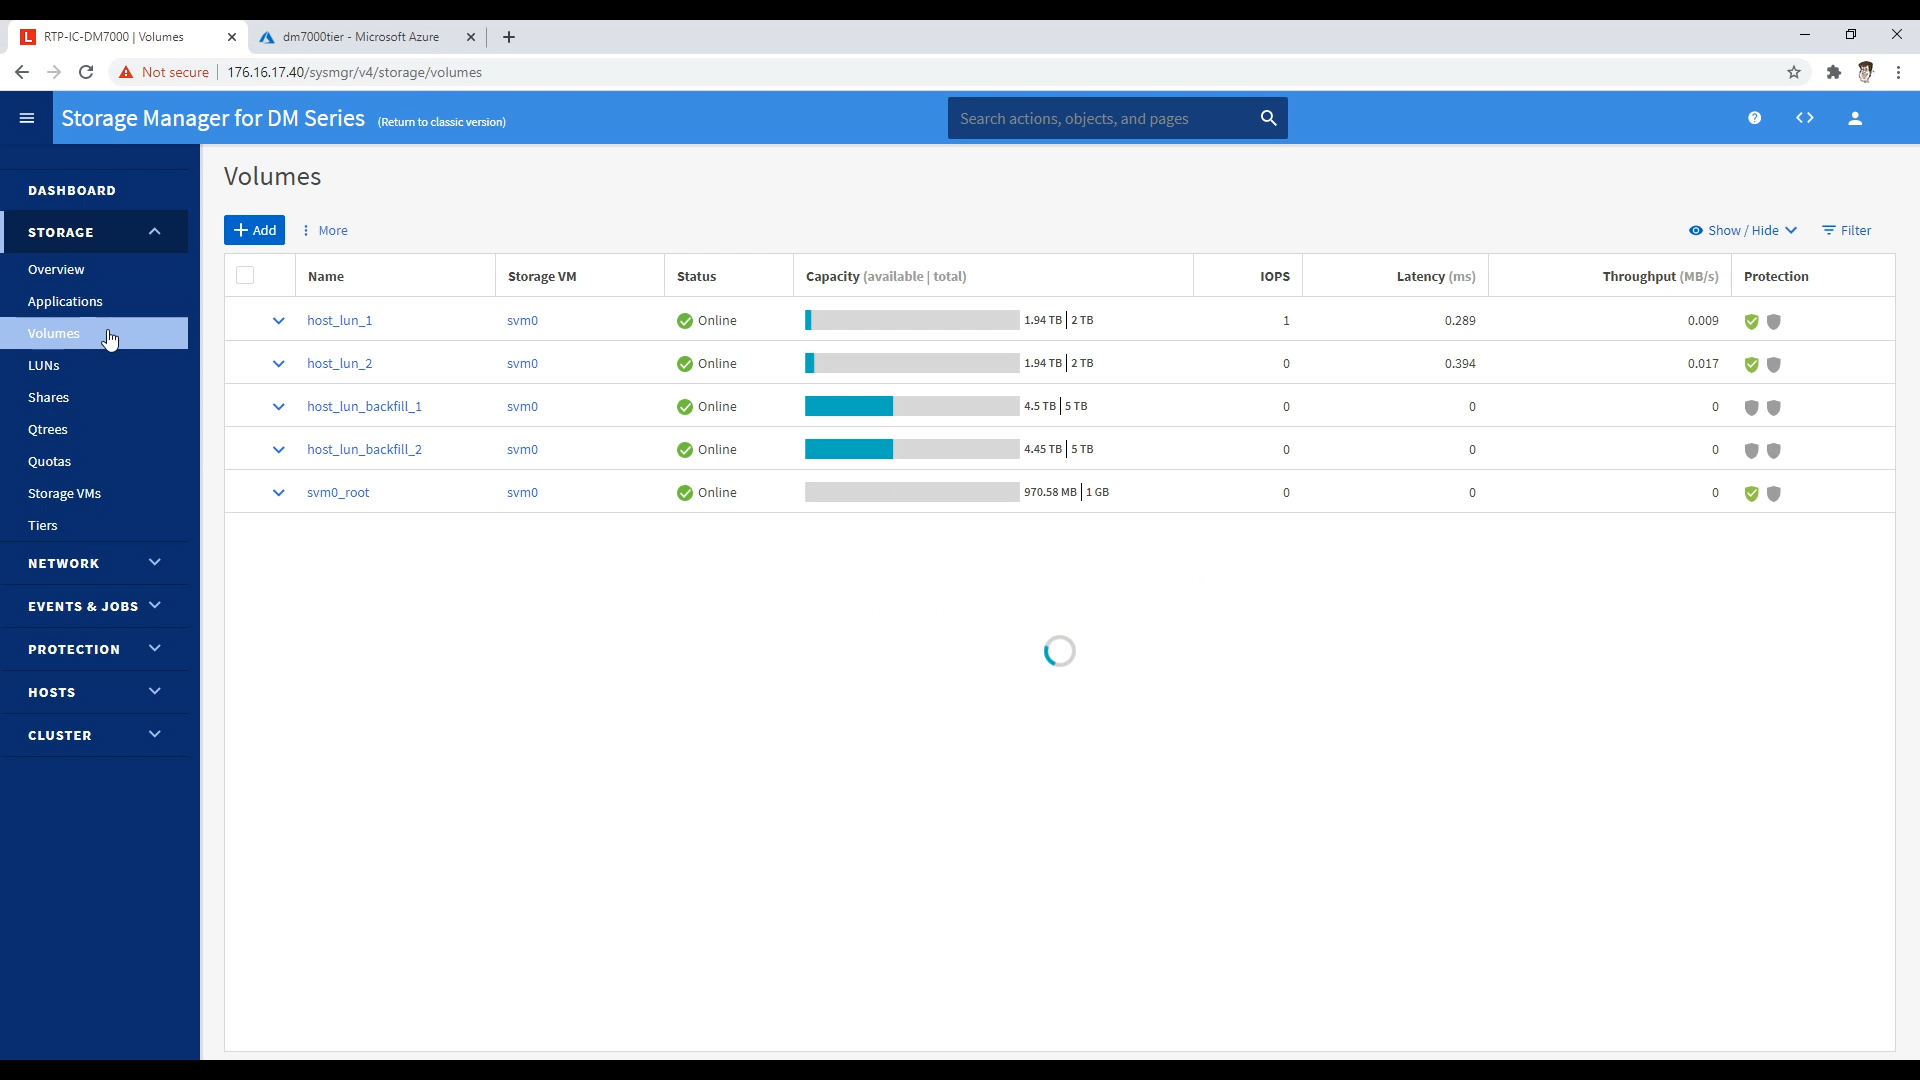 RTP-IC-DM7000 | Volumes
dm7000tier - Microsoft Azure
Not secure
176.16.17.40/sysmgr/v4/storage/volumes
Storage Manager for DM Series (Return to classic version)
Search actions, objects, and pages
DASHBOARD
STORAGE
Overview
Applications
Volumes
LUNs
Shares
Qtrees
Quotas
Storage VMs
Tiers
NETWORK
EVENTS & JOBS
PROTECTION
HOSTS
CLUSTER
Volumes
Add
More
Show / Hide
Filter
Name Storage VM Status Capacity (available | total) IOPS Latency (ms) Throughput (MB/s) Protection
host_lun_1 svm0 Online 1.94 TB | 2 TB 1 0.289 0.009
host_lun_2 svm0 Online 1.94 TB | 2 TB 0 0.394 0.017
host_lun_backfill_1 svm0 Online 4.5 TB | 5 TB 0 0 0
host_lun_backfill_2 svm0 Online 4.45 TB | 5 TB 0 0 0
svm0_root svm0 Online 970.58 MB | 1 GB 0 0 0